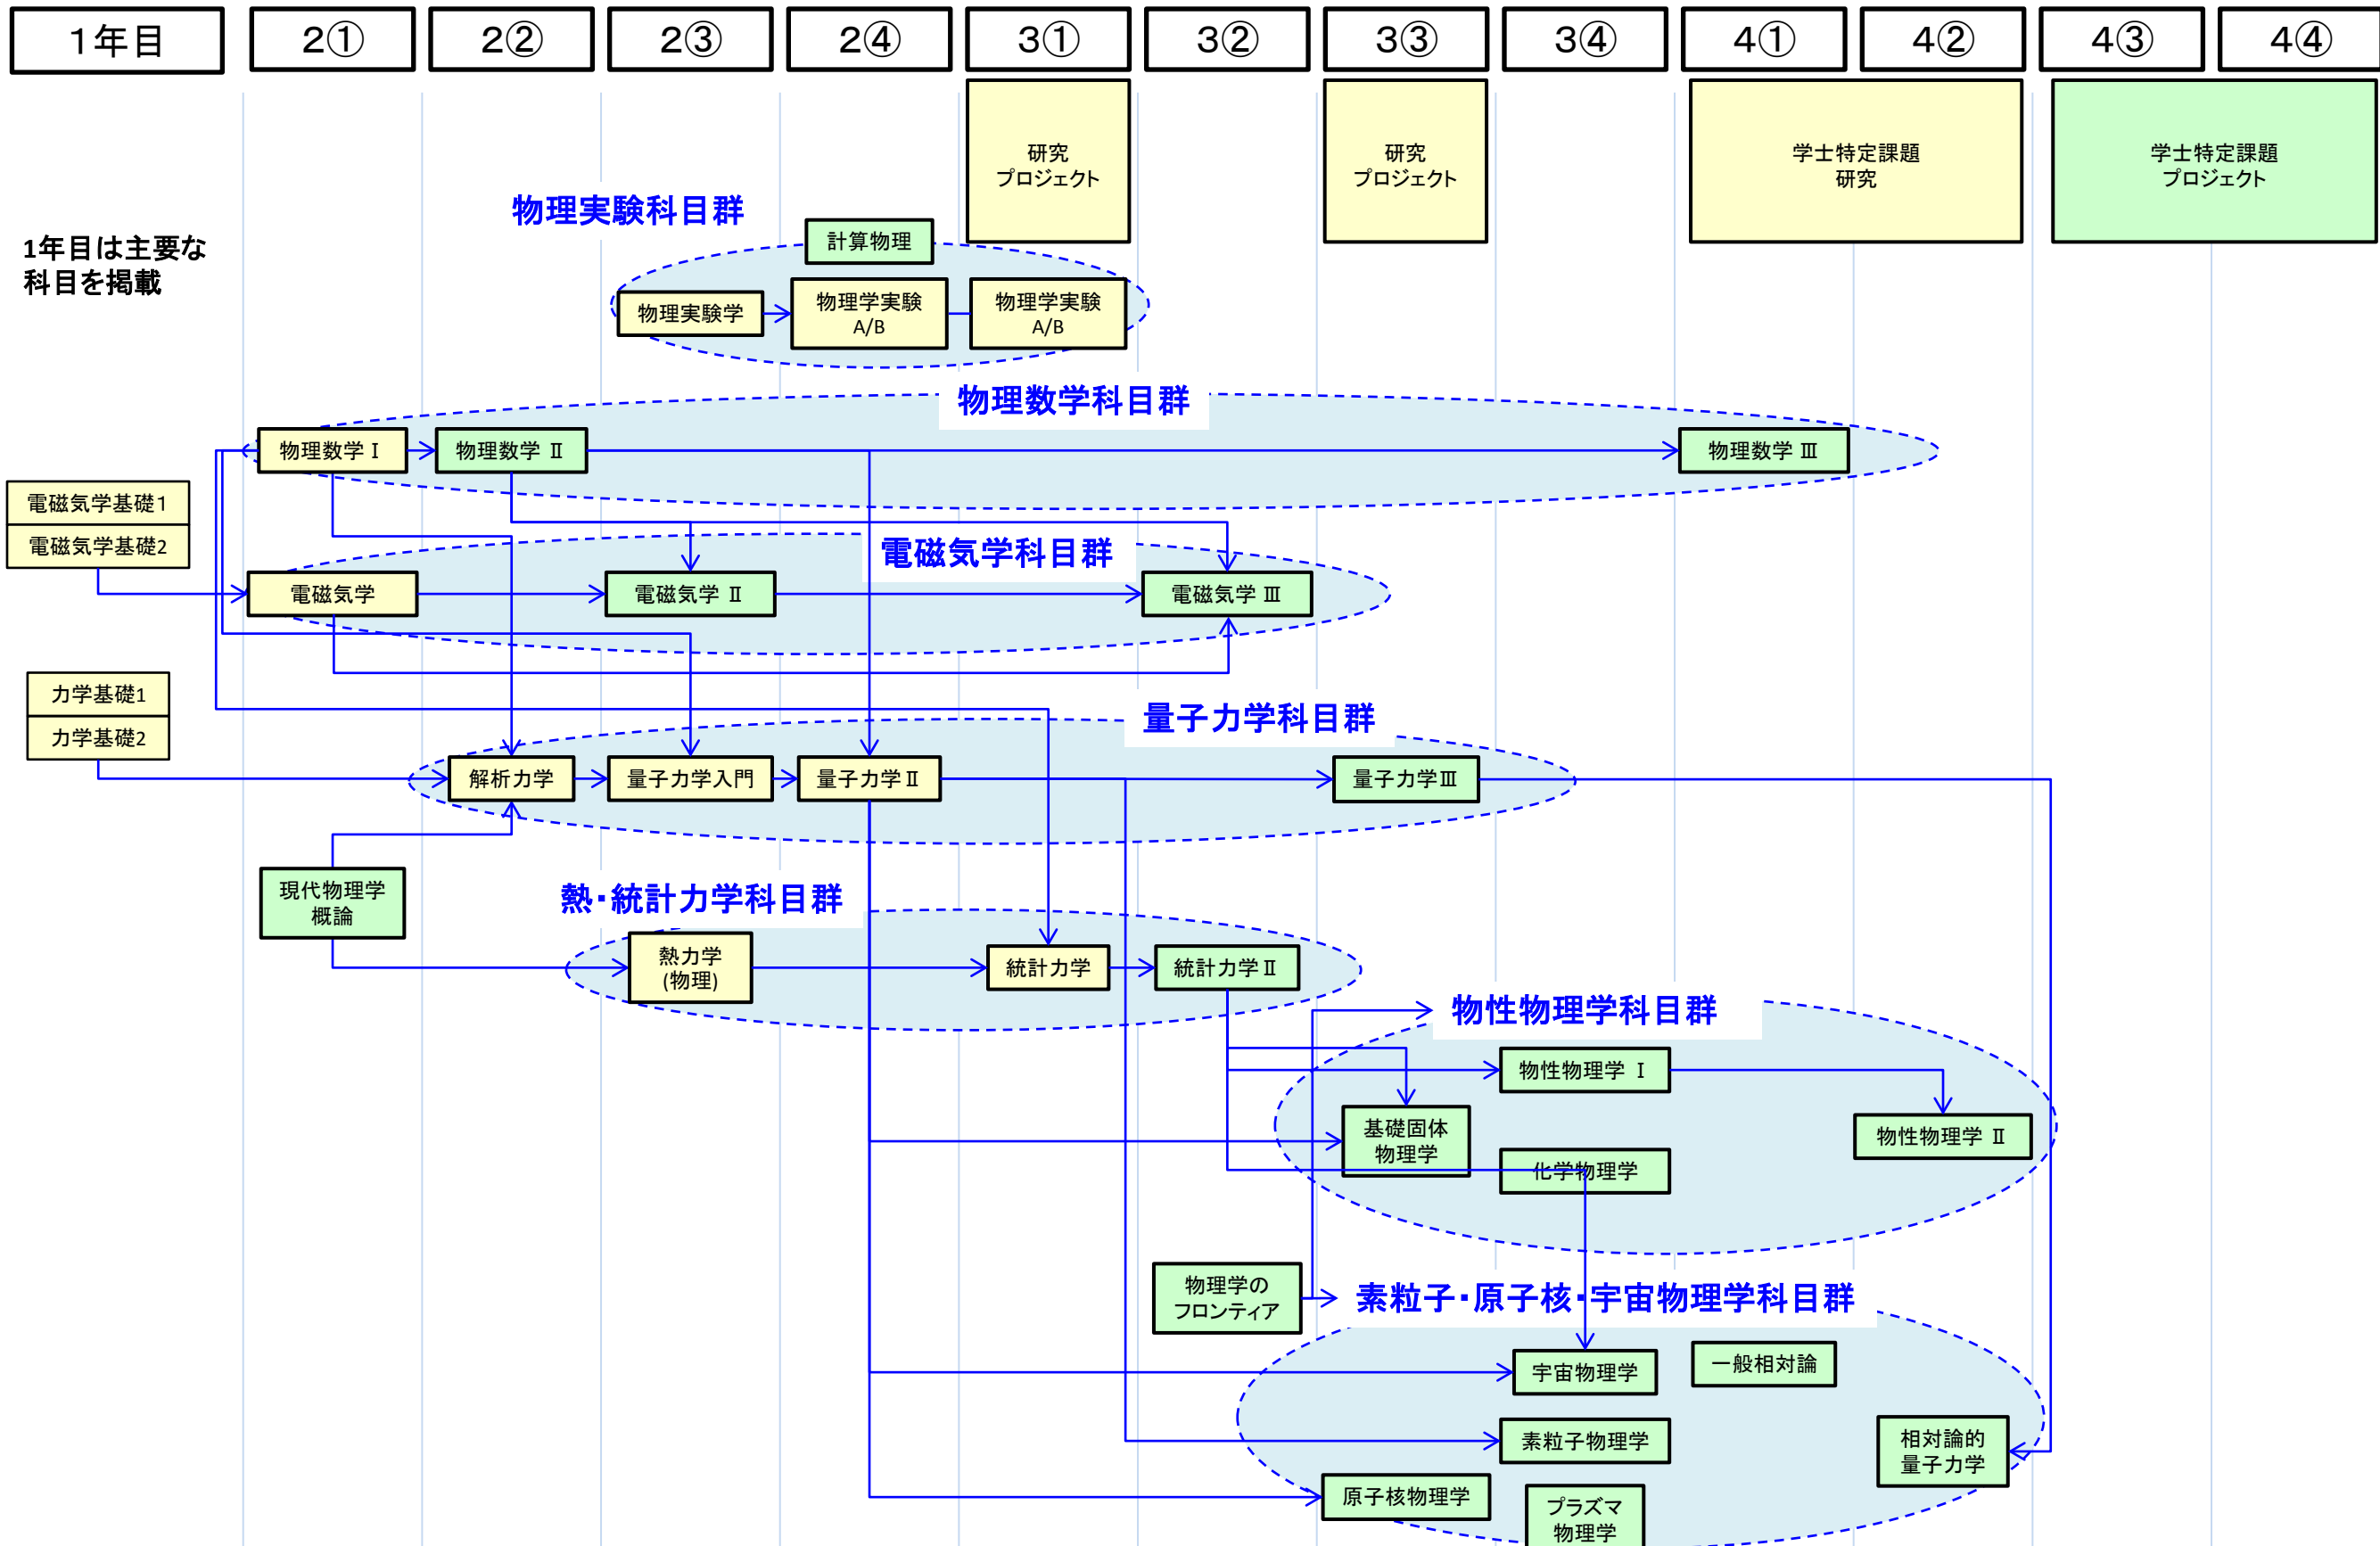 1年目
2①
2②
2③
2④
3①
3②
3③
3④
4①
4②
4③
4④
研究
プロジェクト
研究
プロジェクト
学士特定課題
研究
学士特定課題
プロジェクト
物理実験科目群
1年目は主要な
科目を掲載
計算物理
物理実験学
物理学実験
A/B
物理学実験
A/B
物理数学科目群
物理数学 Ⅰ
物理数学 Ⅱ
物理数学 Ⅲ
電磁気学基礎1
電磁気学基礎2
電磁気学科目群
電磁気学
電磁気学 Ⅱ
電磁気学 Ⅲ
力学基礎1
力学基礎2
量子力学科目群
解析力学
量子力学入門
量子力学Ⅱ
量子力学Ⅲ
現代物理学
概論
熱・統計力学科目群
熱力学
(物理)
統計力学
統計力学Ⅱ
物性物理学科目群
物性物理学 Ⅰ
基礎固体
物理学
物性物理学 Ⅱ
化学物理学
物理学の
フロンティア
素粒子・原子核・宇宙物理学科目群
宇宙物理学
一般相対論
素粒子物理学
相対論的
量子力学
原子核物理学
プラズマ
物理学